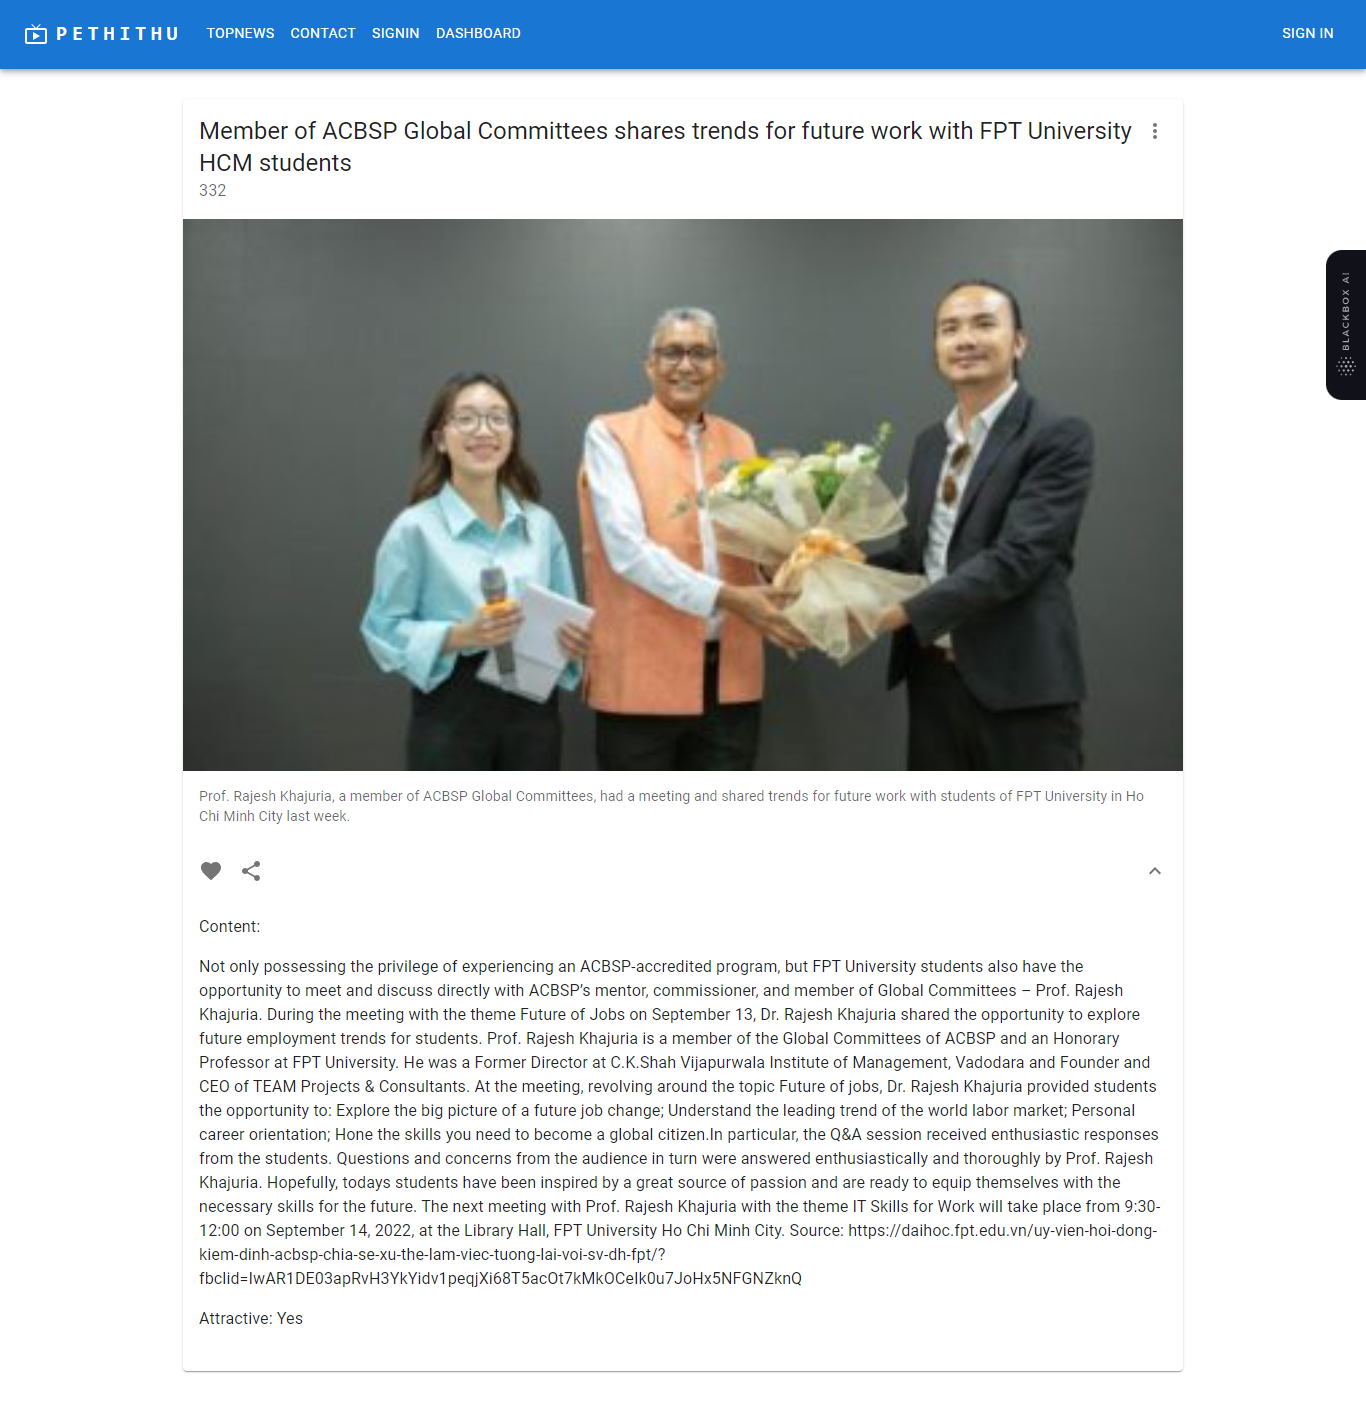 PETHITHU TOPNEWS CONTACT SIGNIN DASHBOARD SIGN IN
Member of ACBSP Global Committees shares trends for future work with FPT University
HCM students
332
BLACKBOX AI
Prof. Rajesh Khajuria, a member of ACBSP Global Committees, had a meeting and shared trends for future work with students of FPT University in Ho
Chi Minh City last week.
Content:
Not only possessing the privilege of experiencing an ACBSP-accredited program, but FPT University students also have the
opportunity to meet and discuss directly with ACBSP’s mentor, commissioner, and member of Global Committees – Prof. Rajesh
Khajuria. During the meeting with the theme Future of Jobs on September 13, Dr. Rajesh Khajuria shared the opportunity to explore
future employment trends for students. Prof. Rajesh Khajuria is a member of the Global Committees of ACBSP and an Honorary
Professor at FPT University. He was a Former Director at C.K.Shah Vijapurwala Institute of Management, Vadodara and Founder and
CEO of TEAM Projects & Consultants. At the meeting, revolving around the topic Future of jobs, Dr. Rajesh Khajuria provided students
the opportunity to: Explore the big picture of a future job change; Understand the leading trend of the world labor market; Personal
career orientation; Hone the skills you need to become a global citizen.In particular, the Q&A session received enthusiastic responses
from the students. Questions and concerns from the audience in turn were answered enthusiastically and thoroughly by Prof. Rajesh
Khajuria. Hopefully, todays students have been inspired by a great source of passion and are ready to equip themselves with the
necessary skills for the future. The next meeting with Prof. Rajesh Khajuria with the theme IT Skills for Work will take place from 9:30-
12:00 on September 14, 2022, at the Library Hall, FPT University Ho Chi Minh City. Source: https://daihoc.fpt.edu.vn/uy-vien-hoi-dong-
kiem-dinh-acbsp-chia-se-xu-the-lam-viec-tuong-lai-voi-sv-dh-fpt/?
fbclid=IwAR1DE03apRvH3YkYidv1peqjXi68T5acOt7kMkOCelk0u7JoHx5NFGNZknQ
Attractive: Yes